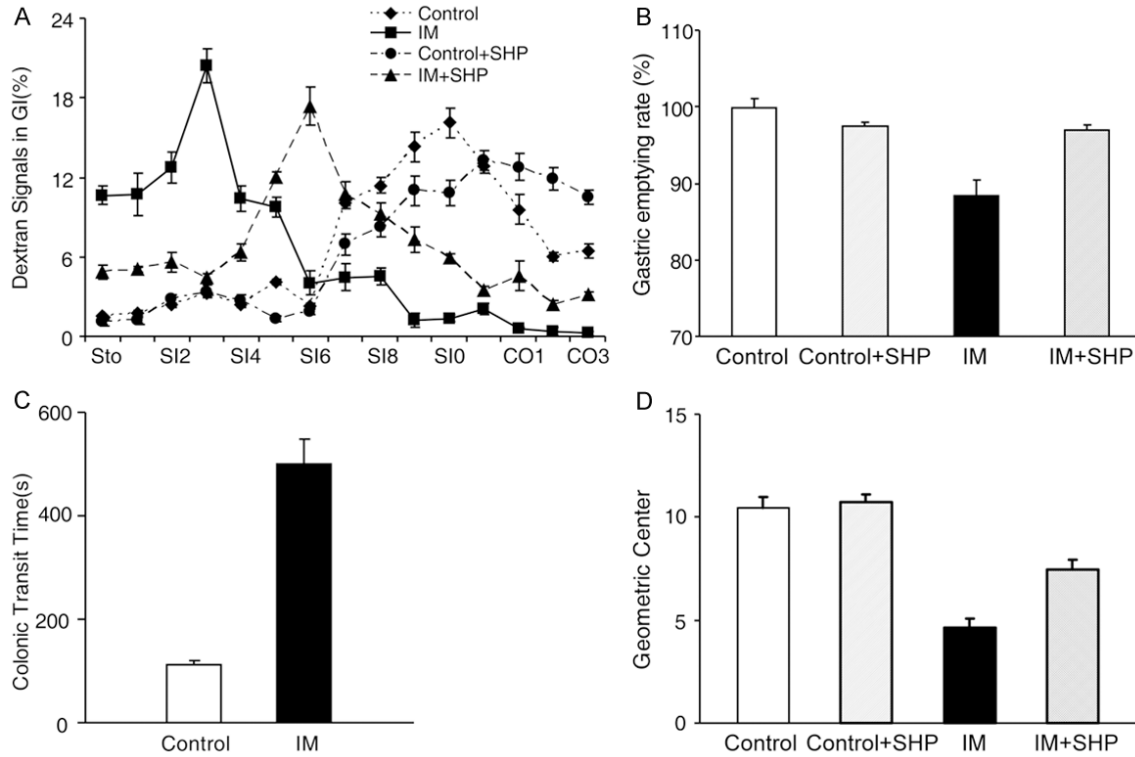 A
Dextran Signals in GI(%)
24
18
12
6
0
Sto SI2 SI4 SI6 SI8 SI0 CO1 CO3
Control
IM
Control+SHP
IM+SHP
B
Gastric emptying rate (%)
110
100
90
80
70
Control Control+SHP IM IM+SHP
C
Colonic Transit Time(s)
600
400
200
0
Control IM
D
Geometric Center
15
10
5
0
Control Control+SHP IM IM+SHP